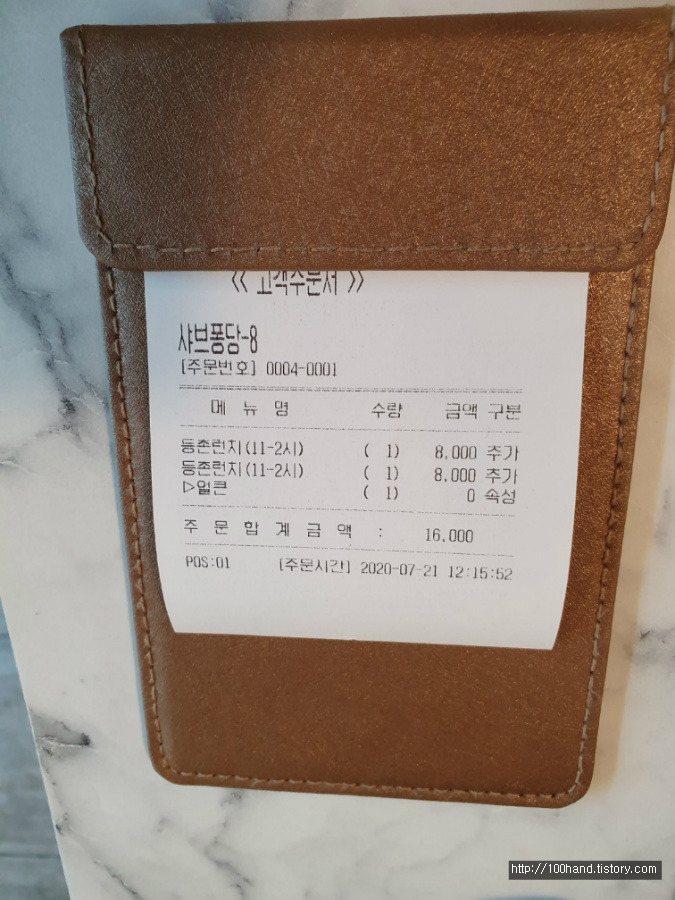 《 고객주문서 》
샤브퐁당-8
[주문번호] 0004-0001
메 뉴 명 수량 금액 구분
등촌런치(11-2시) ( 1) 8,000 추가
등촌런치(11-2시) ( 1) 8,000 추가
▷얼큰 ( 1) 0 속성
주 문 합 계 금 액 : 16,000
POS:01 [주문시간] 2020-07-21 12:15:52
http://100hand.tistory.com